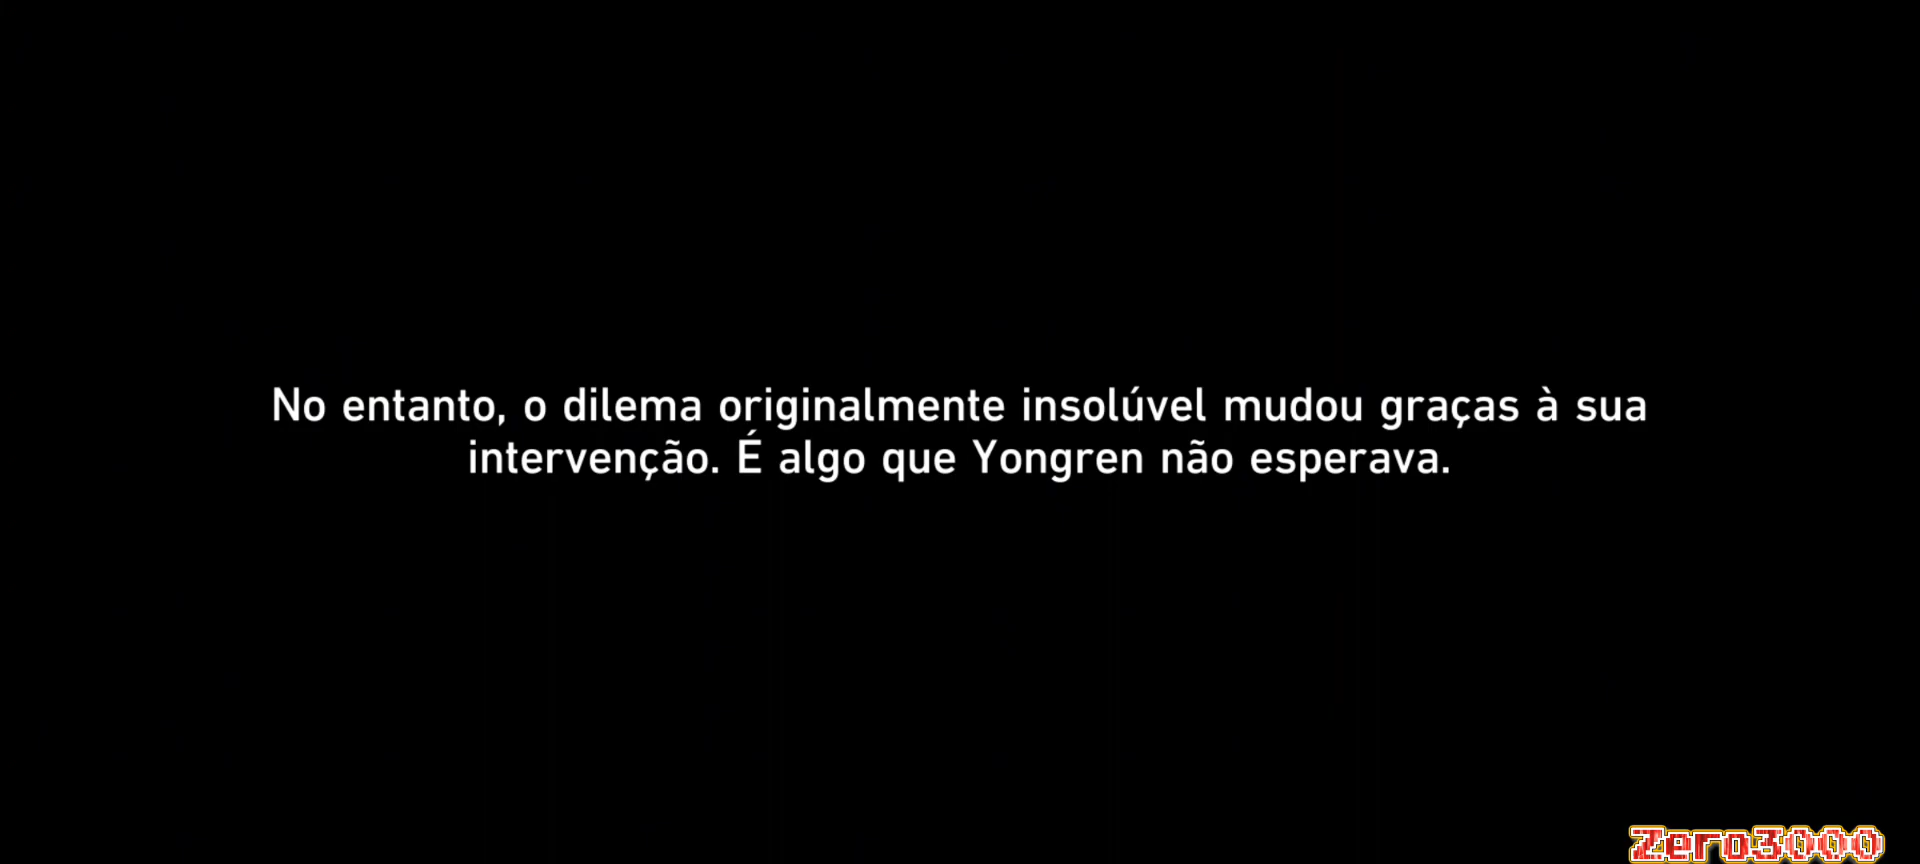 No entanto, o dilema originalmente insolúvel mudou graças à sua
intervenção. É algo que Yongren não esperava.
Zero3000